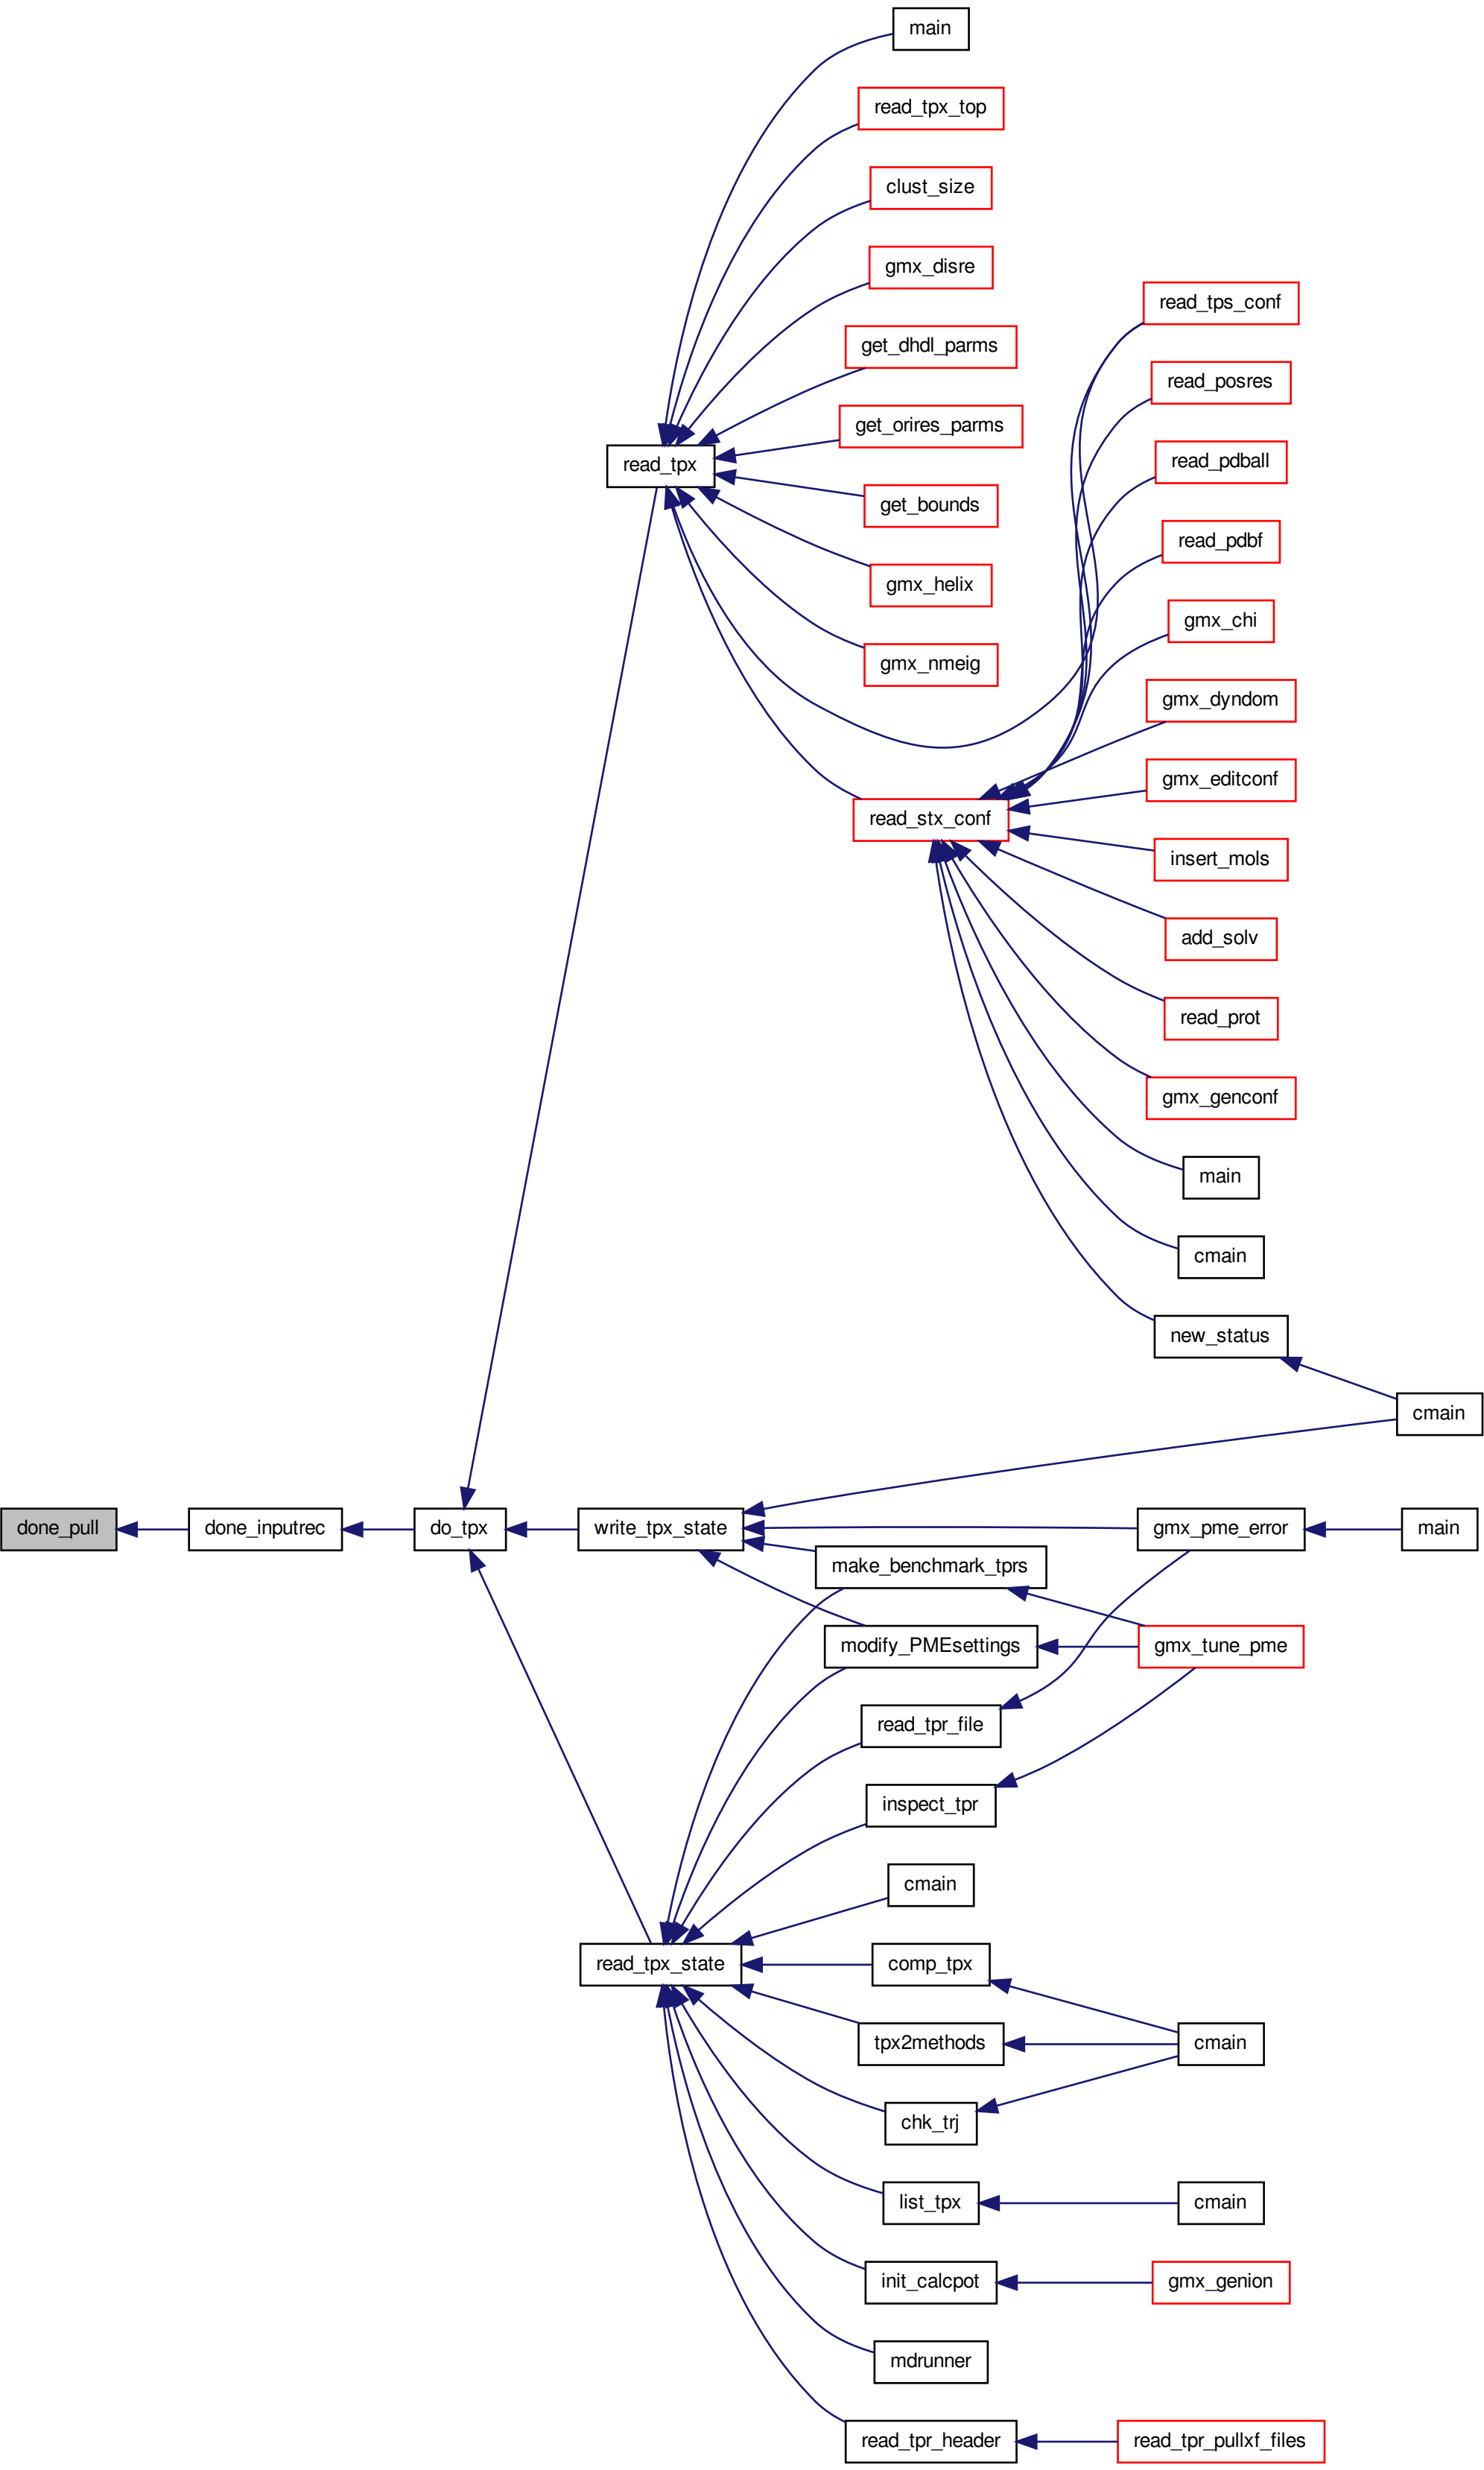 main
read_tpx_top
clust_size
gmx_disre
read_tps_conf
get_dhdl_parms
read_posres
get_orires_parms
read_tpx
read_pdball
get_bounds
read_pdbf
gmx_helix
gmx_chi
gmx_nmeig
gmx_dyndom
gmx_editconf
read_stx_conf
insert_mols
add_solv
read_prot
gmx_genconf
main
cmain
new_status
cmain
done_pull
done_inputrec
do_tpx
write_tpx_state
gmx_pme_error
main
make_benchmark_tprs
modify_PMEsettings
gmx_tune_pme
read_tpr_file
inspect_tpr
cmain
read_tpx_state
comp_tpx
tpx2methods
cmain
chk_trj
list_tpx
cmain
init_calcpot
gmx_genion
mdrunner
read_tpr_header
read_tpr_pullxf_files